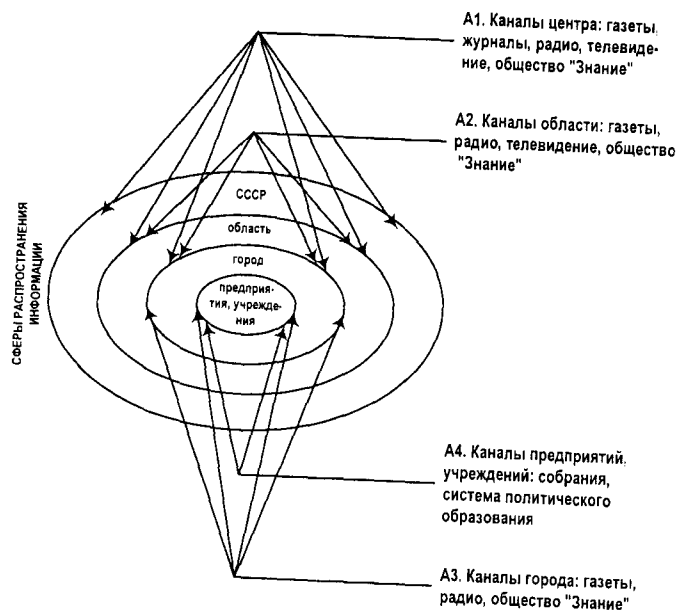 А1. Каналы центра: газеты,
журналы, радио, телевиде-
ние, общество "Знание"
А2. Каналы области: газеты,
радио, телевидение, общество
"Знание"
СССР
область
город
предприя-
тия, учрежде-
ния
СФЕРЫ РАСПРОСТРАНЕНИЯ
ИНФОРМАЦИИ
А4. Каналы предприятий,
учреждений: собрания,
система политического
образования
А3. Каналы города: газеты,
радио, общество "Знание"